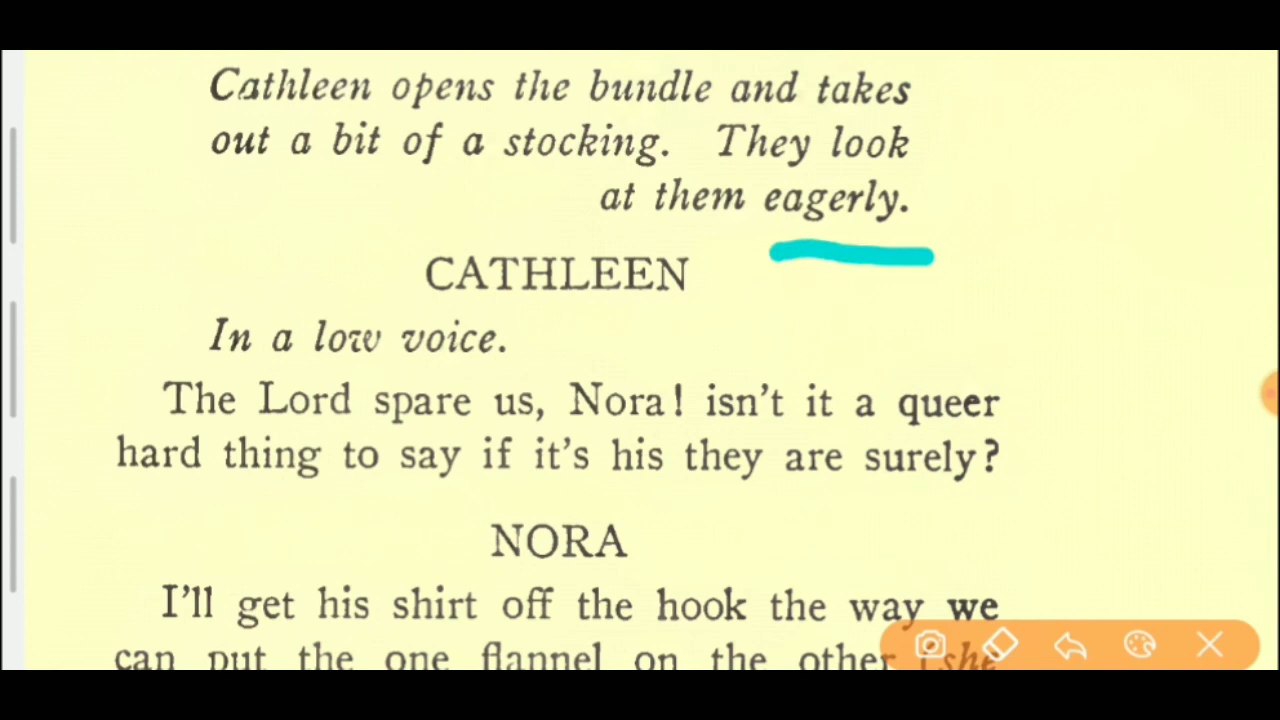 Cathleen opens the bundle and takes
out a bit of a stocking. They look
at them eagerly.
CATHLEEN
In a low voice.
The Lord spare us, Nora! isn't it a queer
hard thing to say if it's his they are surely?
NORA
I'll get his shirt off the hook the way we
can put the one flannel on the other (she